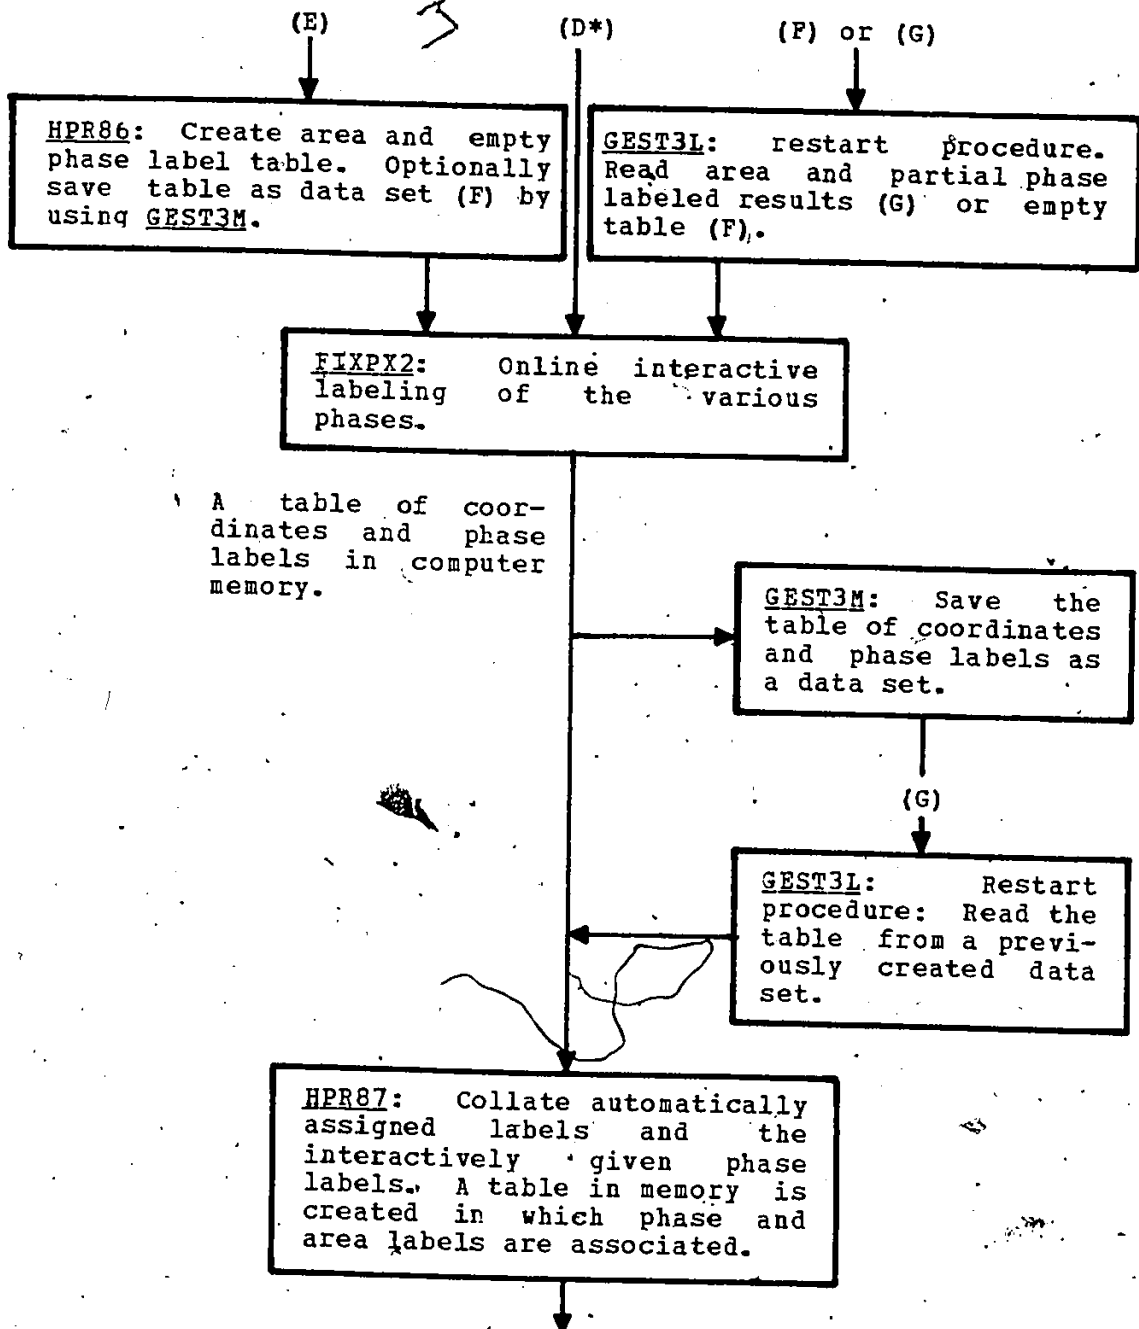 (E)
(D*)
(F) or (G)
HPR86: Create area and empty
phase label table. Optionally
save table as data set (F) by
using GEST3M.
GEST3L: restart procedure.
Read area and partial phase
labeled results (G) or empty
table (F).
FIXPX2: Online interactive
labeling of the various
phases.
A table of coor-
dinates and phase
labels in computer
memory.
GEST3M: Save the
table of coordinates
and phase labels as
a data set.
(G)
GEST3L: Restart
procedure: Read the
table from a previ-
ously created data
set.
HPR87: Collate automatically
assigned labels and the
interactively given phase
labels. A table in memory is
created in which phase and
area labels are associated.